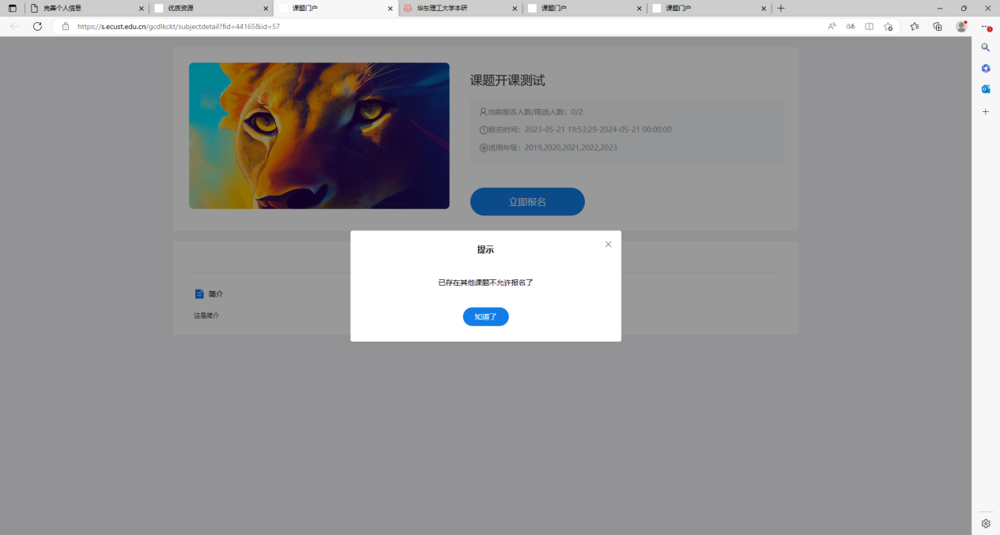 完善个人信息
优质资源
课题门户
华东理工大学本研
课题门户
课题门户
https://s.ecust.edu.cn/gcdlkckt/subjectdetail?fid=44165&id=57
课题开课测试
当前报名人数/限选人数：0/2
报名时间：2023-05-21 19:53:29-2024-05-21 00:00:00
适用年级：2019,2020,2021,2022,2023
立即报名
提示
已存在其他课题不允许报名了
知道了
简介
这是简介